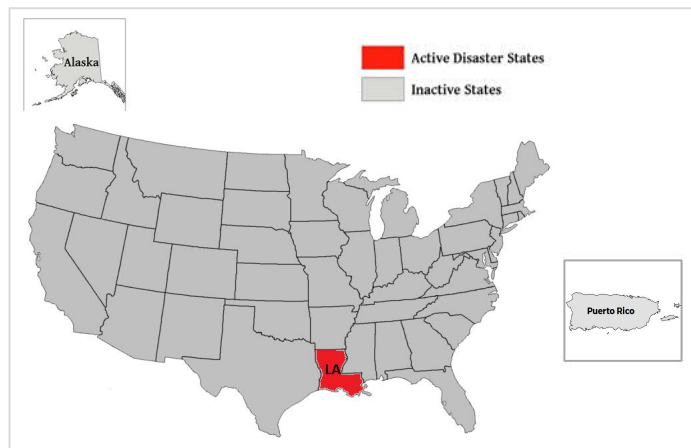 Alaska
Active Disaster States
Inactive States
Puerto Rico
LA